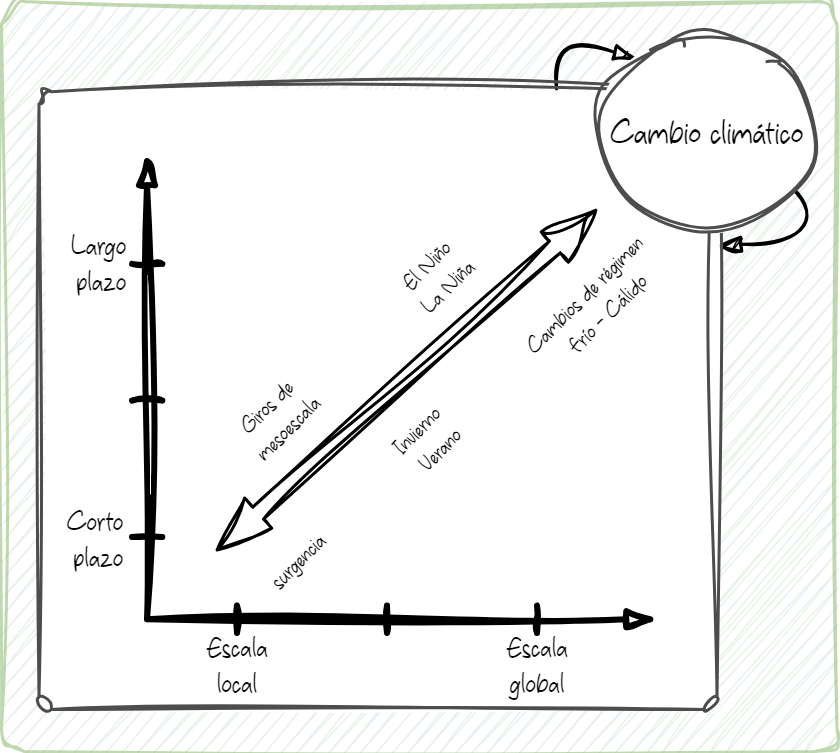 Cambio climático
Largo
plazo
El Niño
La Niña
Cambios de régimen
frío - Cálido
Giros de
mesoescala
Invierno
Verano
Corto
plazo
surgencia
Escala
local
Escala
global